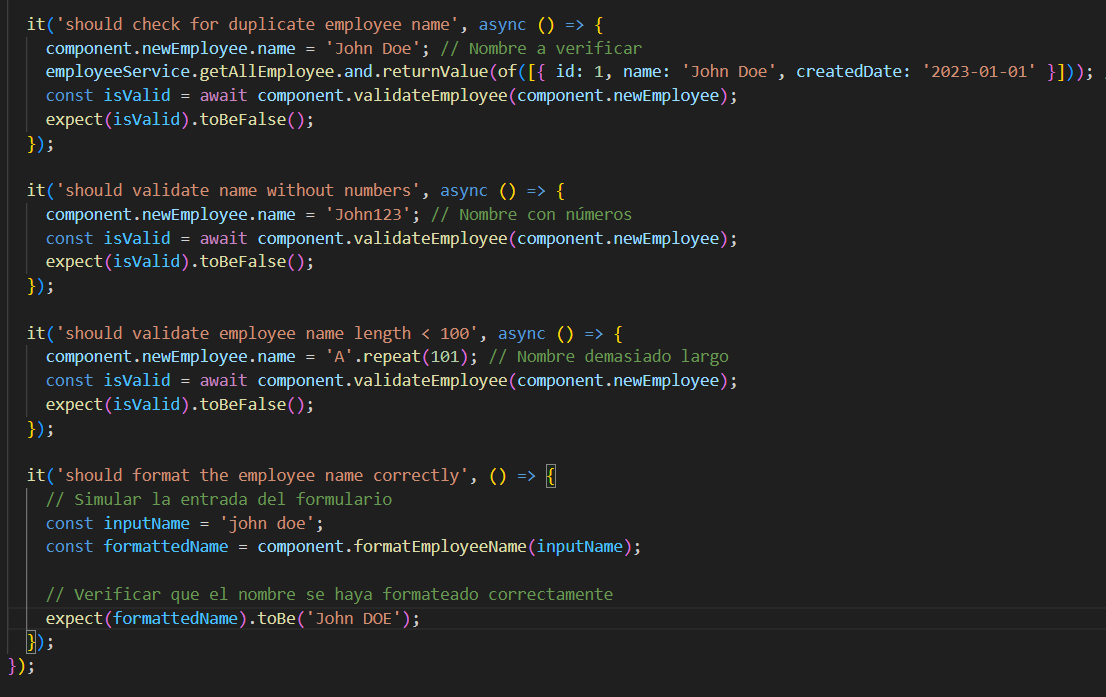 it('should check for duplicate employee name', async () => {
component.newEmployee.name = 'John Doe'; // Nombre a verificar
employeeService.getAllEmployee.and.returnValue(of([{ id: 1, name: 'John Doe', createdDate: '2023-01-01' }]));
const isValid = await component.validateEmployee(component.newEmployee);
expect(isValid).toBeFalse();
});
it('should validate name without numbers', async () => {
component.newEmployee.name = 'John123'; // Nombre con números
const isValid = await component.validateEmployee(component.newEmployee);
expect(isValid).toBeFalse();
});
it('should validate employee name length < 100', async () => {
component.newEmployee.name = 'A'.repeat(101); // Nombre demasiado largo
const isValid = await component.validateEmployee(component.newEmployee);
expect(isValid).toBeFalse();
});
it('should format the employee name correctly', () => {
// Simular la entrada del formulario
const inputName = 'john doe';
const formattedName = component.formatEmployeeName(inputName);
// Verificar que el nombre se haya formateado correctamente
expect(formattedName).toBe('John DOE');
});
});